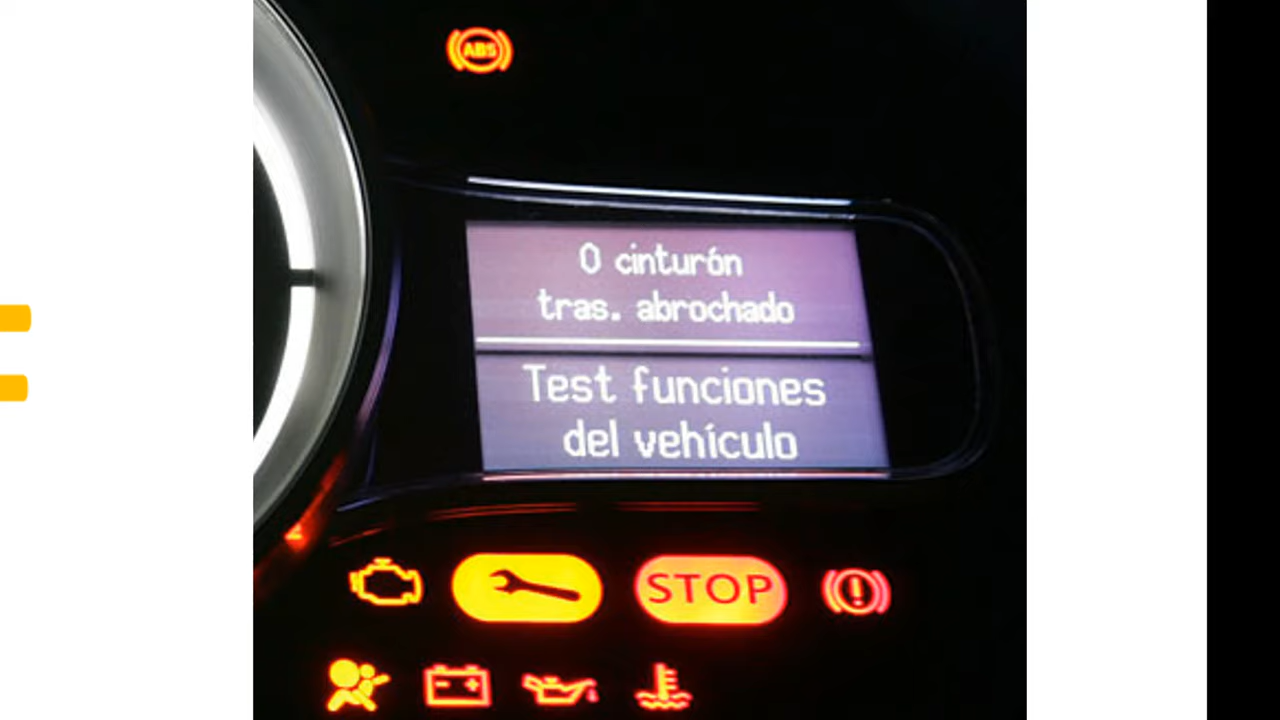 ABS
0 cinturón
tras. abrochado
Test funciones
del vehículo
STOP